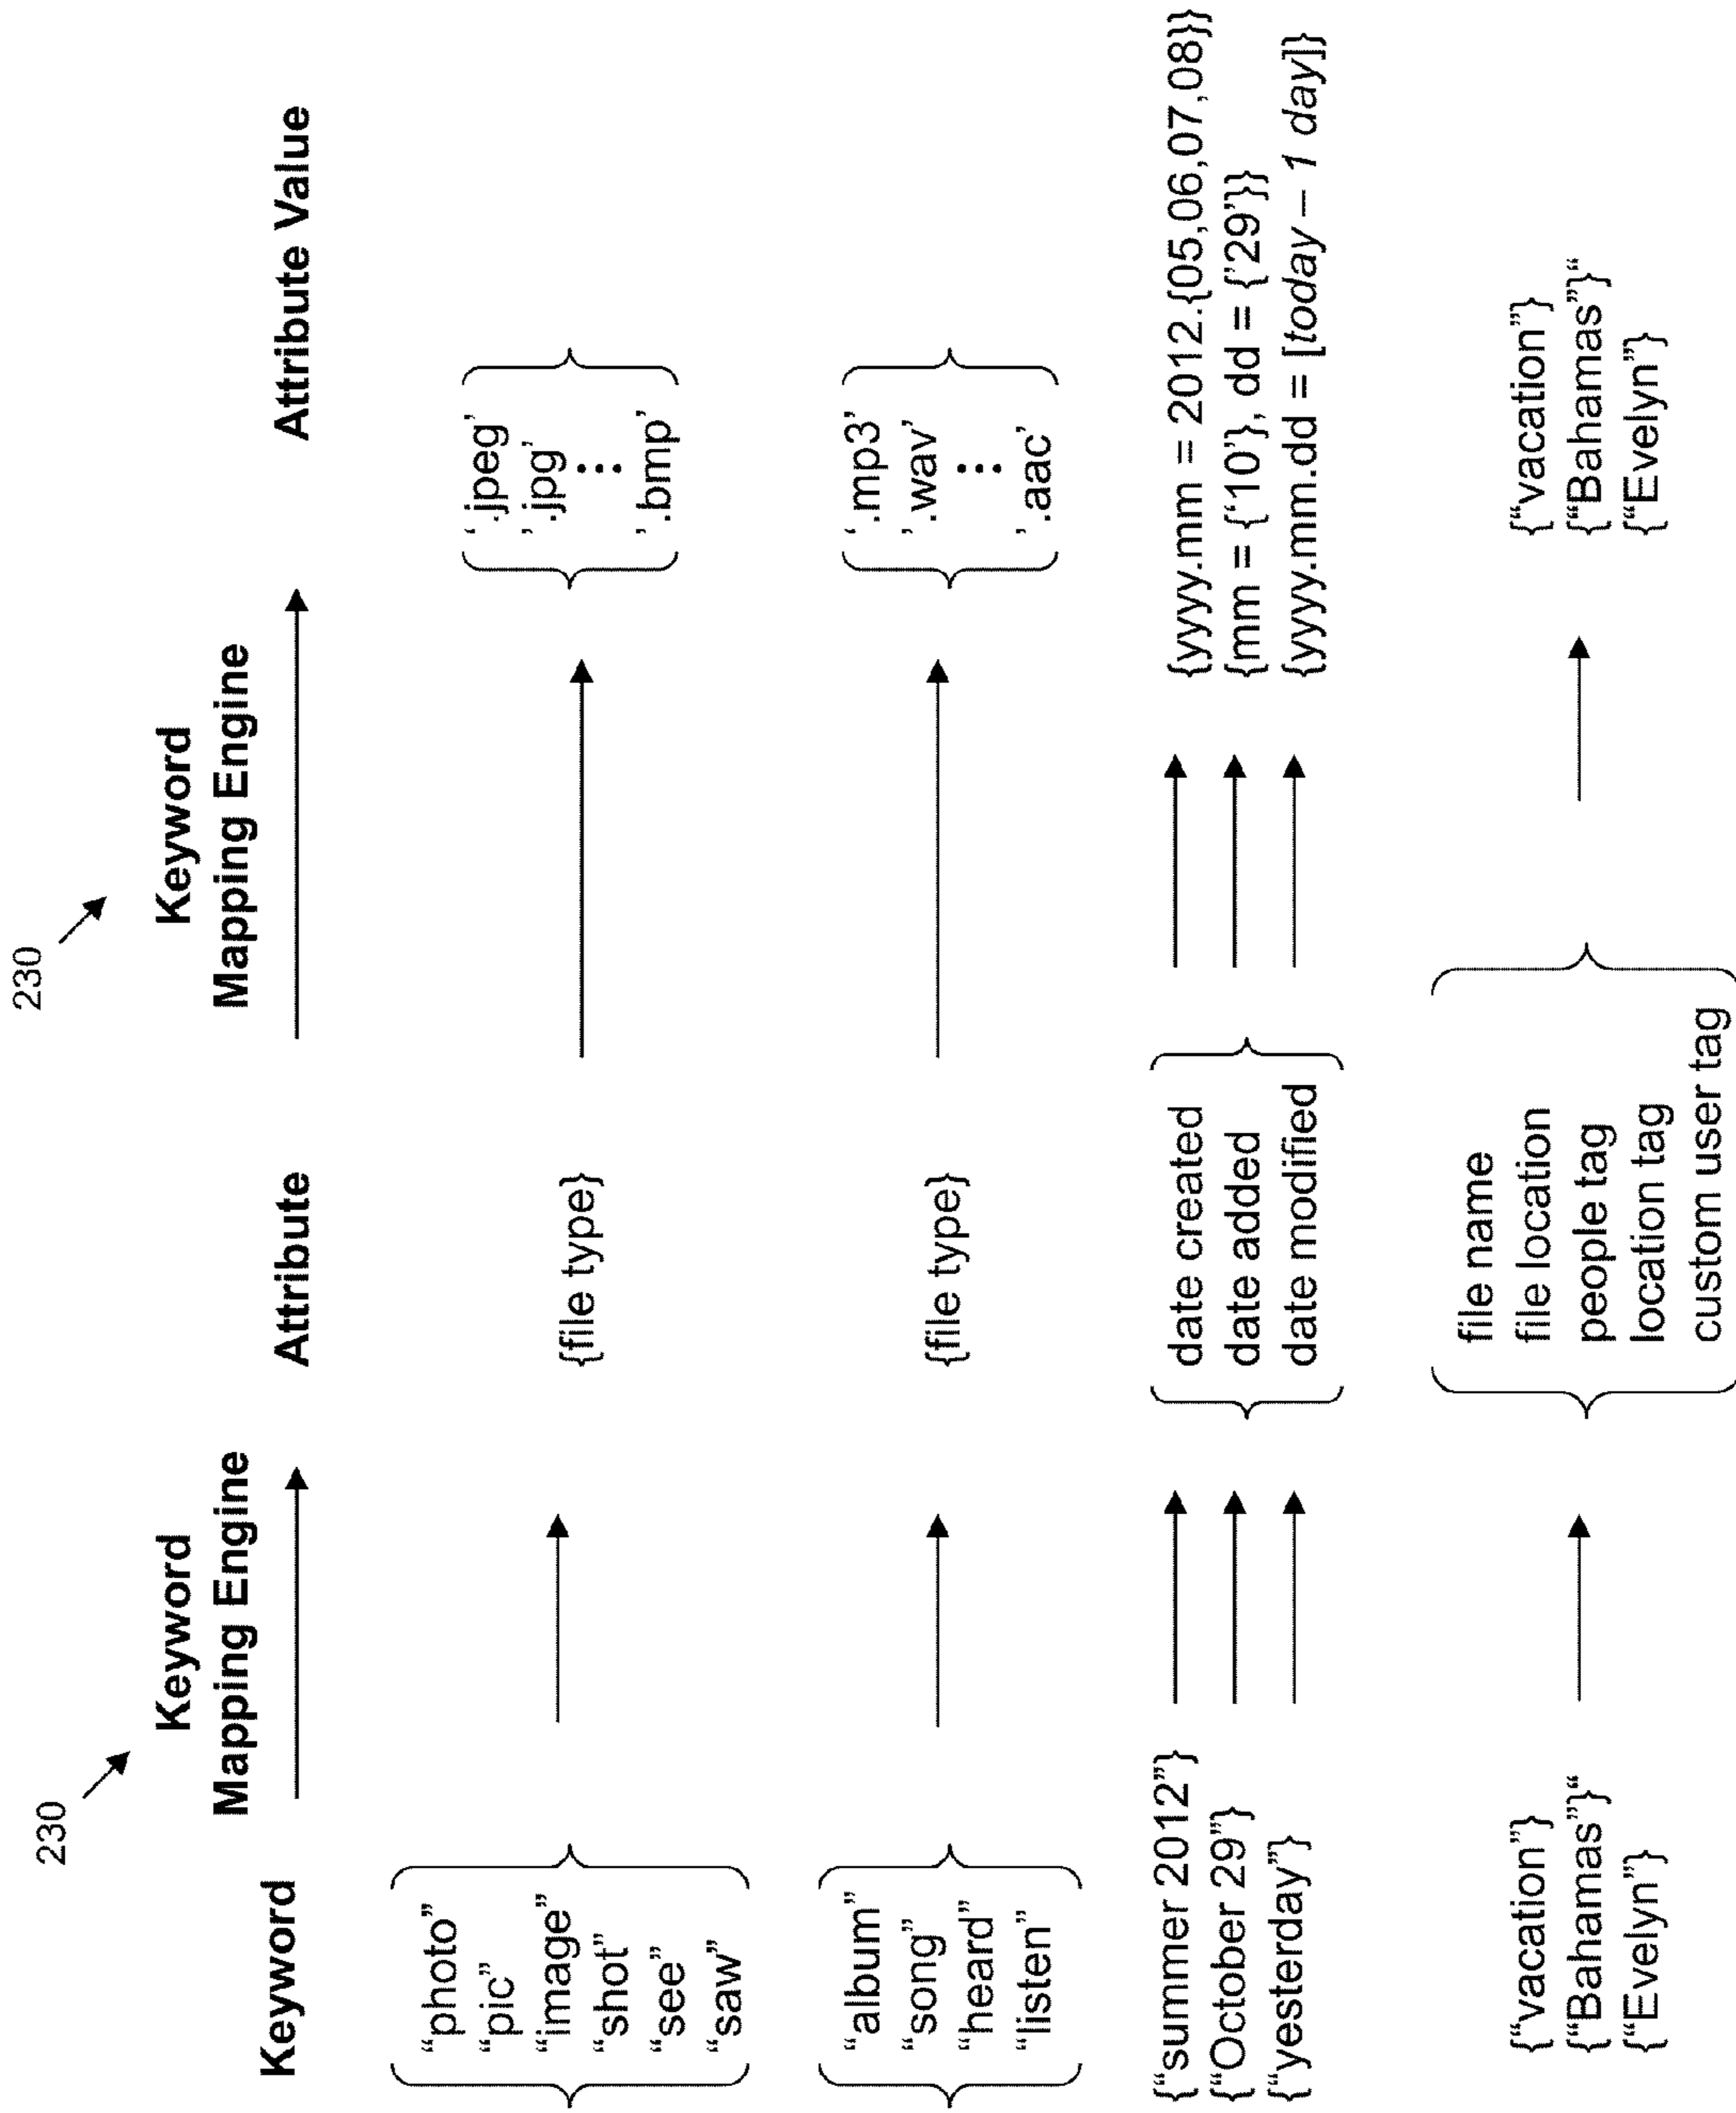 230
230
Keyword
Mapping Engine
Keyword
Mapping Engine
Keyword
Attribute
Attribute Value
“photo”
“pic”
“image”
“shot”
“see”
“saw”
{file type}
‘.jpeg’
’.jpg’
⋮
’.bmp’
“album”
“song”
“heard”
“listen”
{file type}
‘.mp3’
’.wav’
⋮
’.aac’
{“summer 2012”}
{“October 29”}
{“yesterday”}
date created
date added
date modified
{yyyy.mm = 2012.{05,06,07,08}}
{mm = {‘10’}, dd = {’29’}}
{yyyy.mm.dd = [today – 1 day]}
{“vacation”}
{“Bahamas”}“
{“Evelyn”}
file name
file location
people tag
location tag
custom user tag
{“vacation”}
{“Bahamas”}“
{“Evelyn”}